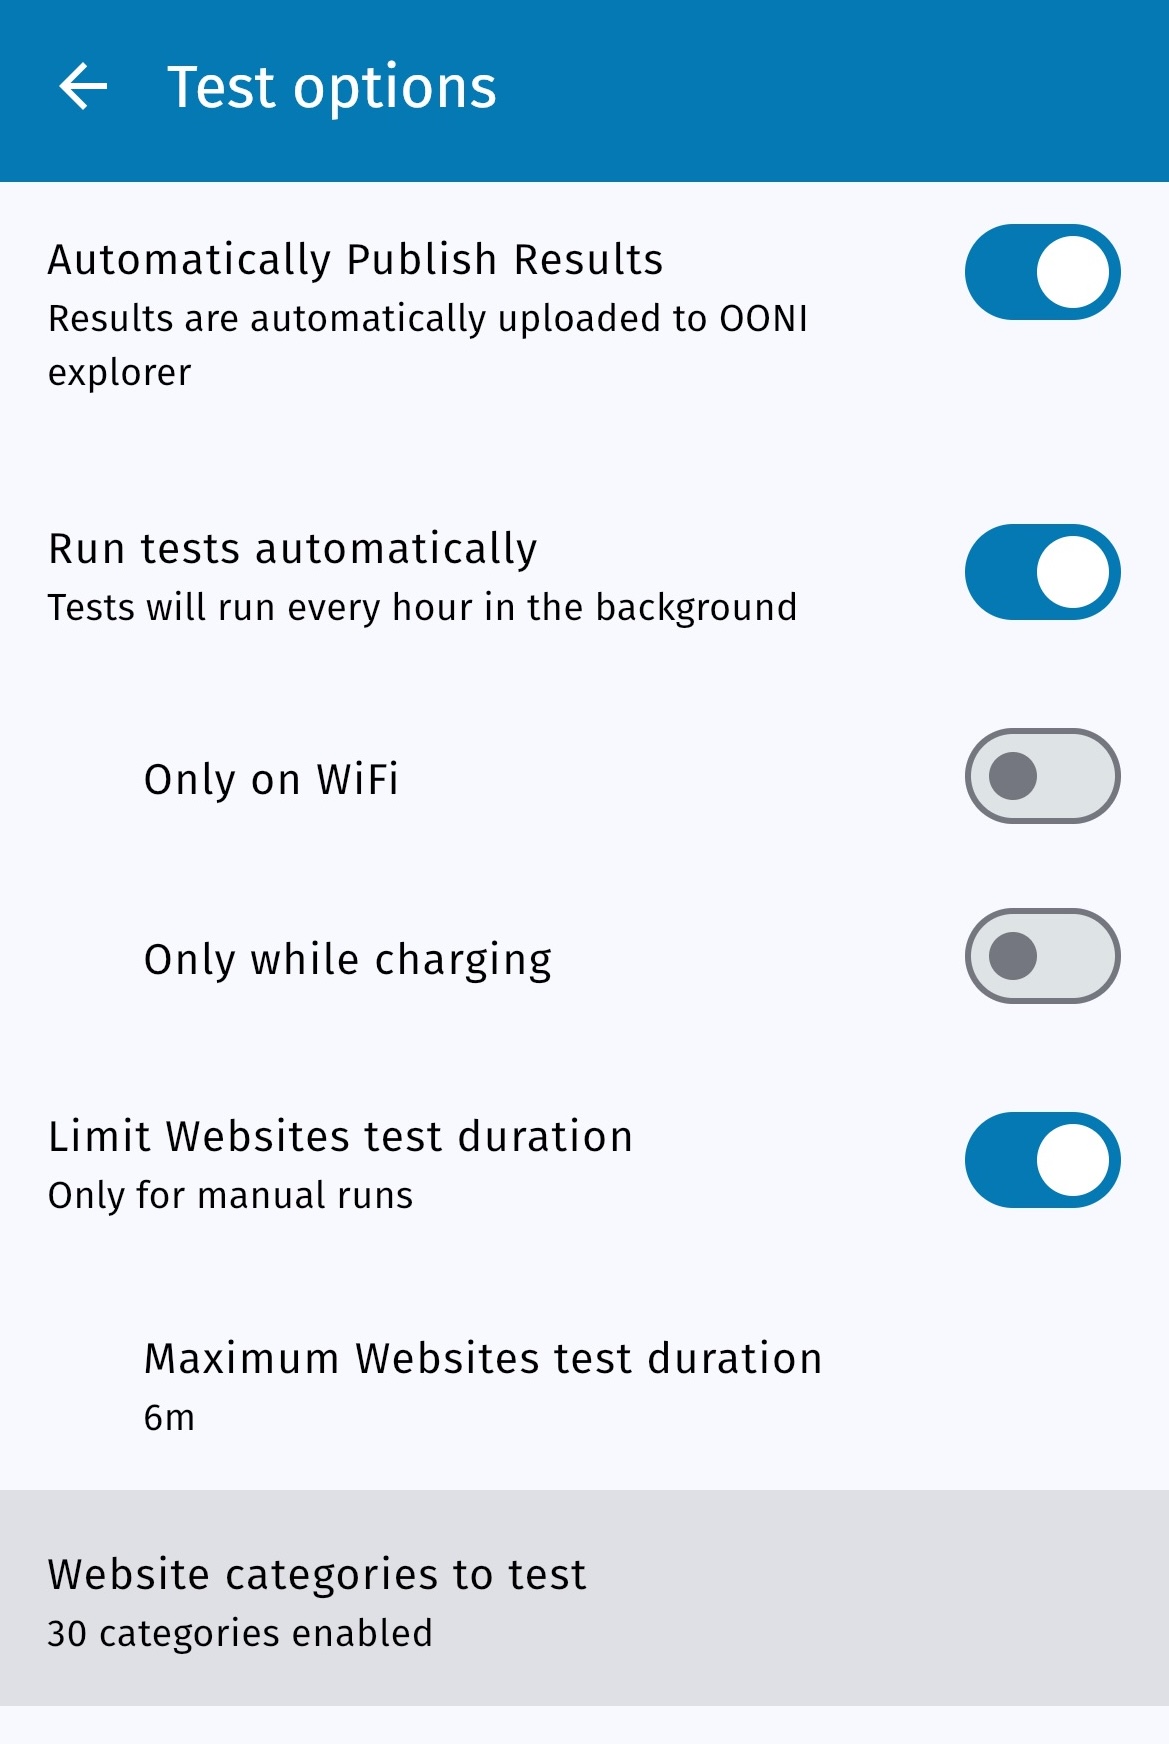 Test options
Automatically Publish Results
Results are automatically uploaded to OONI
explorer
Run tests automatically
Tests will run every hour in the background
Only on WiFi
Only while charging
Limit Websites test duration
Only for manual runs
Maximum Websites test duration
6m
Website categories to test
30 categories enabled